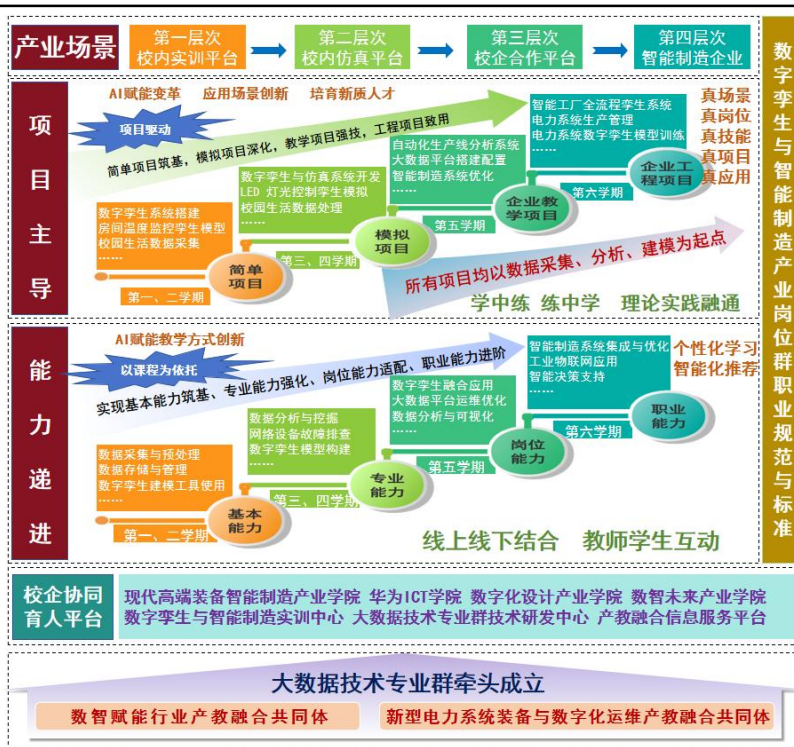 产业场景
第一层次
校内实训平台
第二层次
校内仿真平台
第三层次
校企合作平台
第四层次
智能制造企业
数字孪生与智能制造产业岗位群职业规范与标准
项目主导
AI赋能变革 应用场景创新 培育新质人才
项目驱动
简单项目筑基，模拟项目深化，教学项目强技，工程项目致用
真场景
真岗位
真技能
真项目
真应用
智能工厂全流程孪生系统
电力系统生产管理
电力系统数字孪生模型训练
……
企业工
程项目
第六学期
自动化生产线分析系统
大数据平台搭建配置
智能制造系统优化
……
企业教
学项目
第五学期
数字孪生与仿真系统开发
LED 灯光控制孪生模拟
校园生活数据处理
……
模拟
项目
第三、四学期
数字孪生系统搭建
房间温度监控孪生模型
校园生活数据采集
……
简单
项目
第一、二学期
所有项目均以数据采集、分析、建模为起点
学中练 练中学 理论实践融通
能力递进
AI赋能教学方式创新
以课程为依托
实现基本能力筑基、专业能力强化、岗位能力适配、职业能力进阶
个性化学习
智能化推荐
智能制造系统集成与优化
工业物联网应用
智能决策支持
……
职业
能力
第六学期
数字孪生融合应用
大数据平台运维优化
数据分析与可视化
……
岗位
能力
第五学期
数据分析与挖掘
网络设备故障排查
数字孪生模型构建
……
专业
能力
第三、四学期
数据采集与预处理
数据存储与管理
数字孪生建模工具使用
……
基本
能力
第一、二学期
线上线下结合 教师学生互动
校企协同
育人平台
现代高端装备智能制造产业学院 华为ICT学院 数字化设计产业学院 数智未来产业学院
数字孪生与智能制造实训中心 大数据技术专业群技术研发中心 产教融合信息服务平台
大数据技术专业群牵头成立
数智赋能行业产教融合共同体
新型电力系统装备与数字化运维产教融合共同体